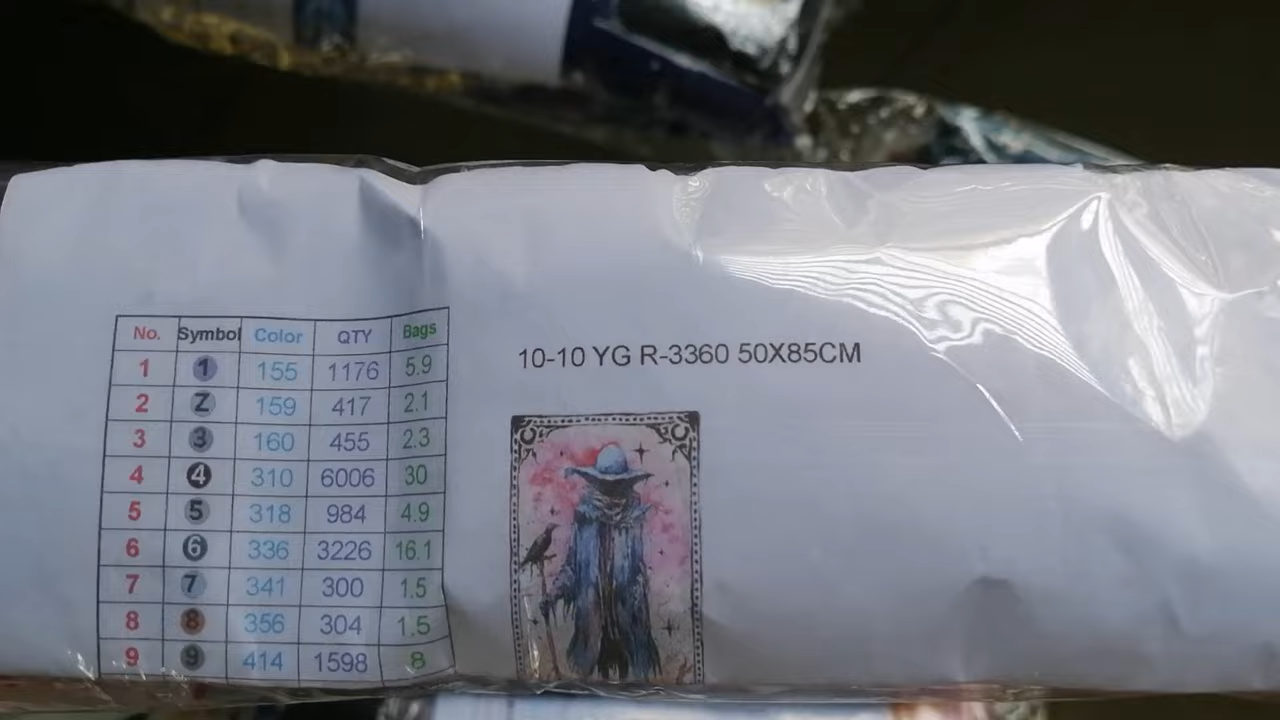 No. Symbol Color QTY Bags
1 1 155 1176 5.9
2 Z 159 417 2.1
3 3 160 455 2.3
4 4 310 6006 30
5 5 318 984 4.9
6 6 336 3226 16.1
7 7 341 300 1.5
8 8 356 304 1.5
9 9 414 1598 8
10-10 YG R-3360 50X85CM